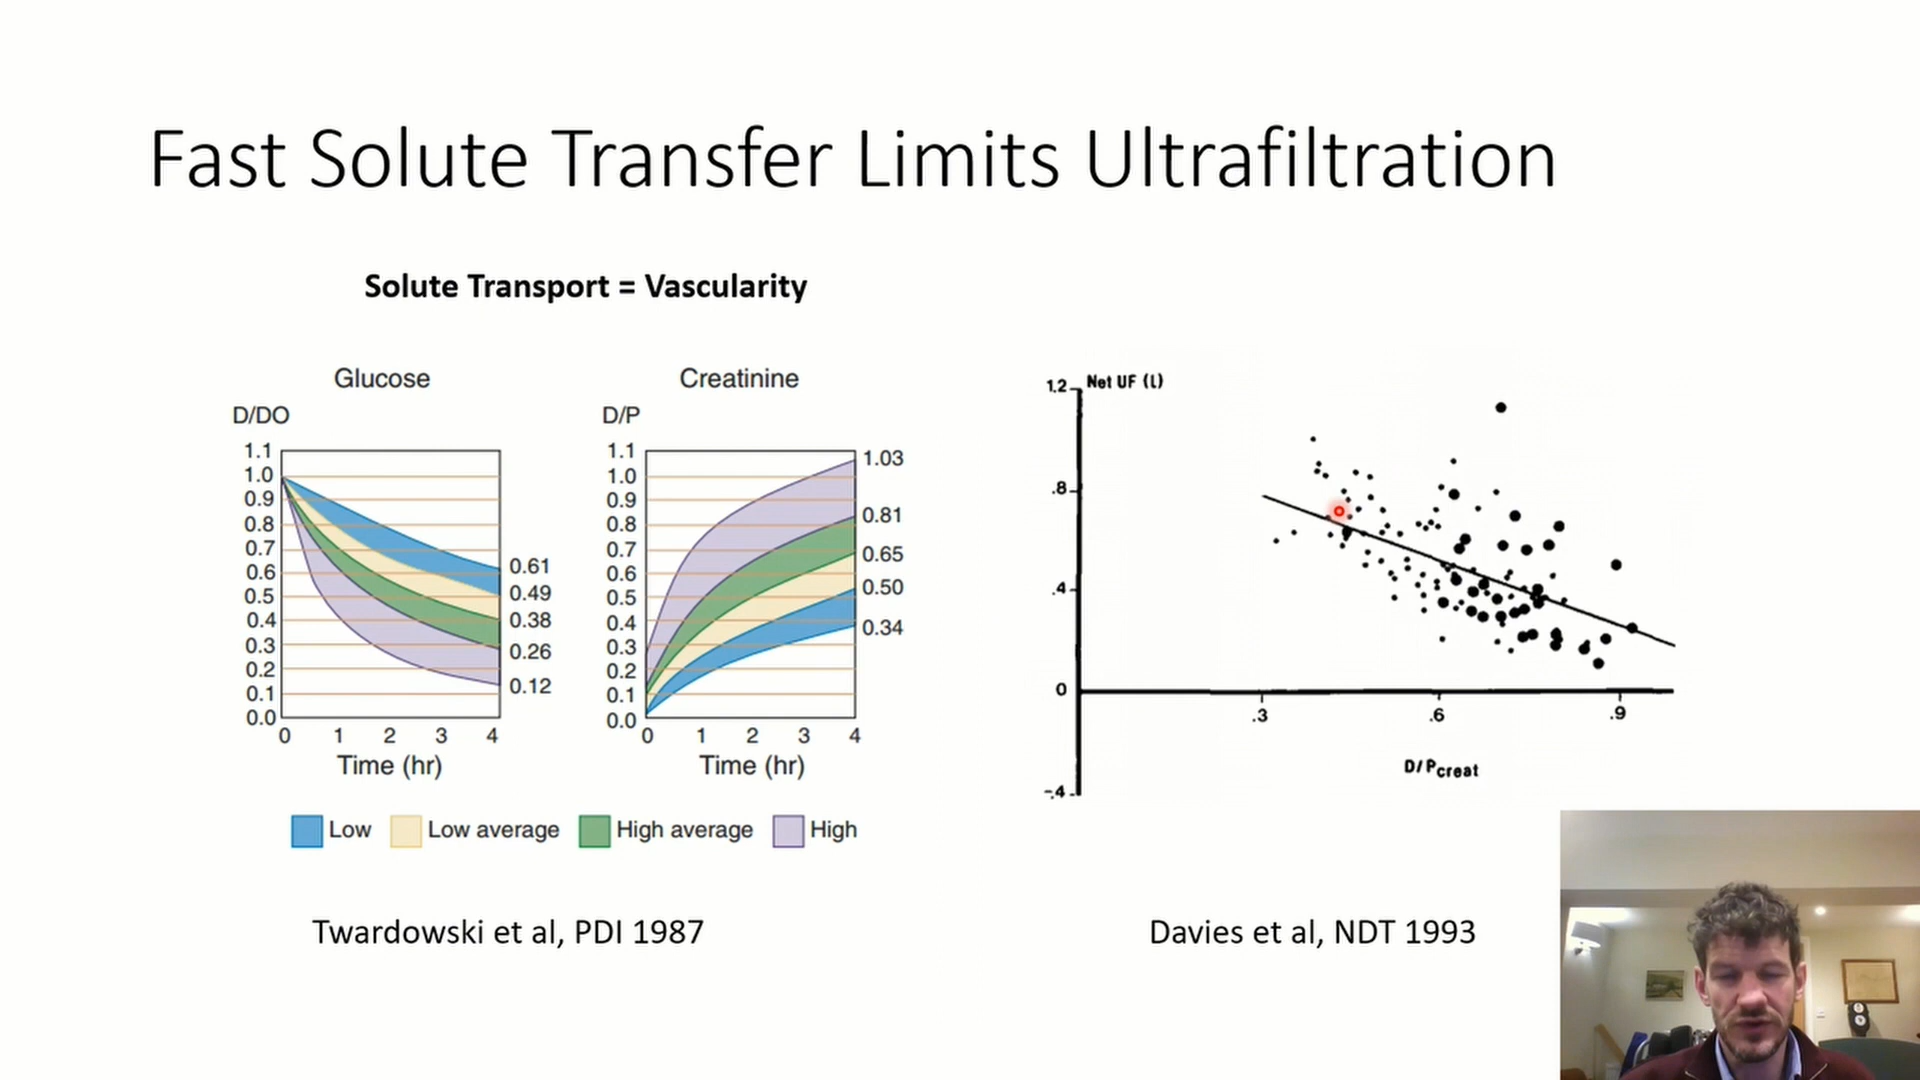 Fast Solute Transfer Limits Ultrafiltration
Solute Transport = Vascularity
Glucose
D/DO
1.1
1.0
0.9
0.8
0.7
0.6
0.5
0.4
0.3
0.2
0.1
0.0
0 1 2 3 4
Time (hr)
0.61
0.49
0.38
0.26
0.12
Creatinine
D/P
1.1
1.0
0.9
0.8
0.7
0.6
0.5
0.4
0.3
0.2
0.1
0.0
0 1 2 3 4
Time (hr)
1.03
0.81
0.65
0.50
0.34
Low Low average High average High
Twardowski et al, PDI 1987
1.2 Net UF (L)
.8
.4
0
-.4
.3 .6 .9
D/Pcreat
Davies et al, NDT 1993